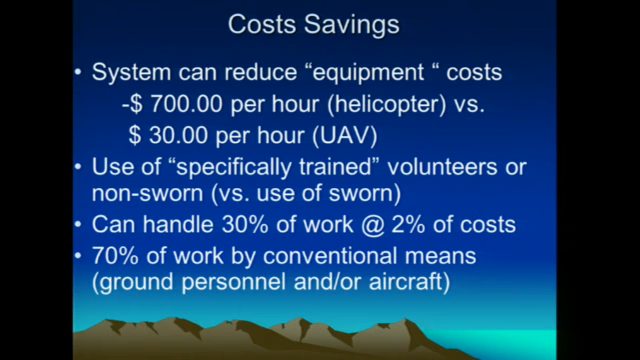 Costs Savings
• System can reduce “equipment “ costs
-$ 700.00 per hour (helicopter) vs.
$ 30.00 per hour (UAV)
• Use of “specifically trained” volunteers or
non-sworn (vs. use of sworn)
• Can handle 30% of work @ 2% of costs
• 70% of work by conventional means
(ground personnel and/or aircraft)